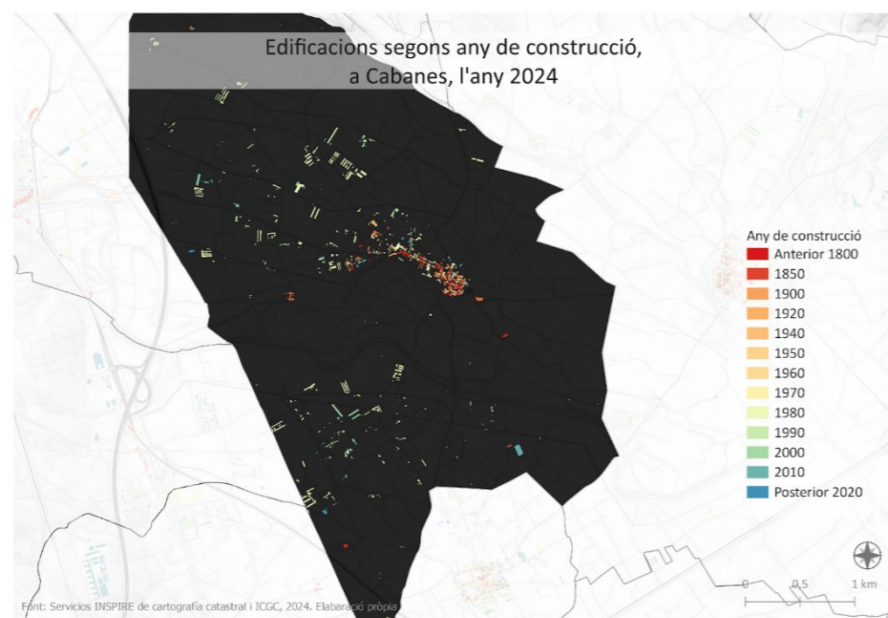 Edificacions segons any de construcció,
a Cabanes, l'any 2024
Any de construcció
Anterior 1800
1850
1900
1920
1940
1950
1960
1970
1980
1990
2000
2010
Posterior 2020
0 0.5 1 km
Font: Servicios INSPIRE de cartografía catastral i ICGC, 2024. Elabaració pròpia